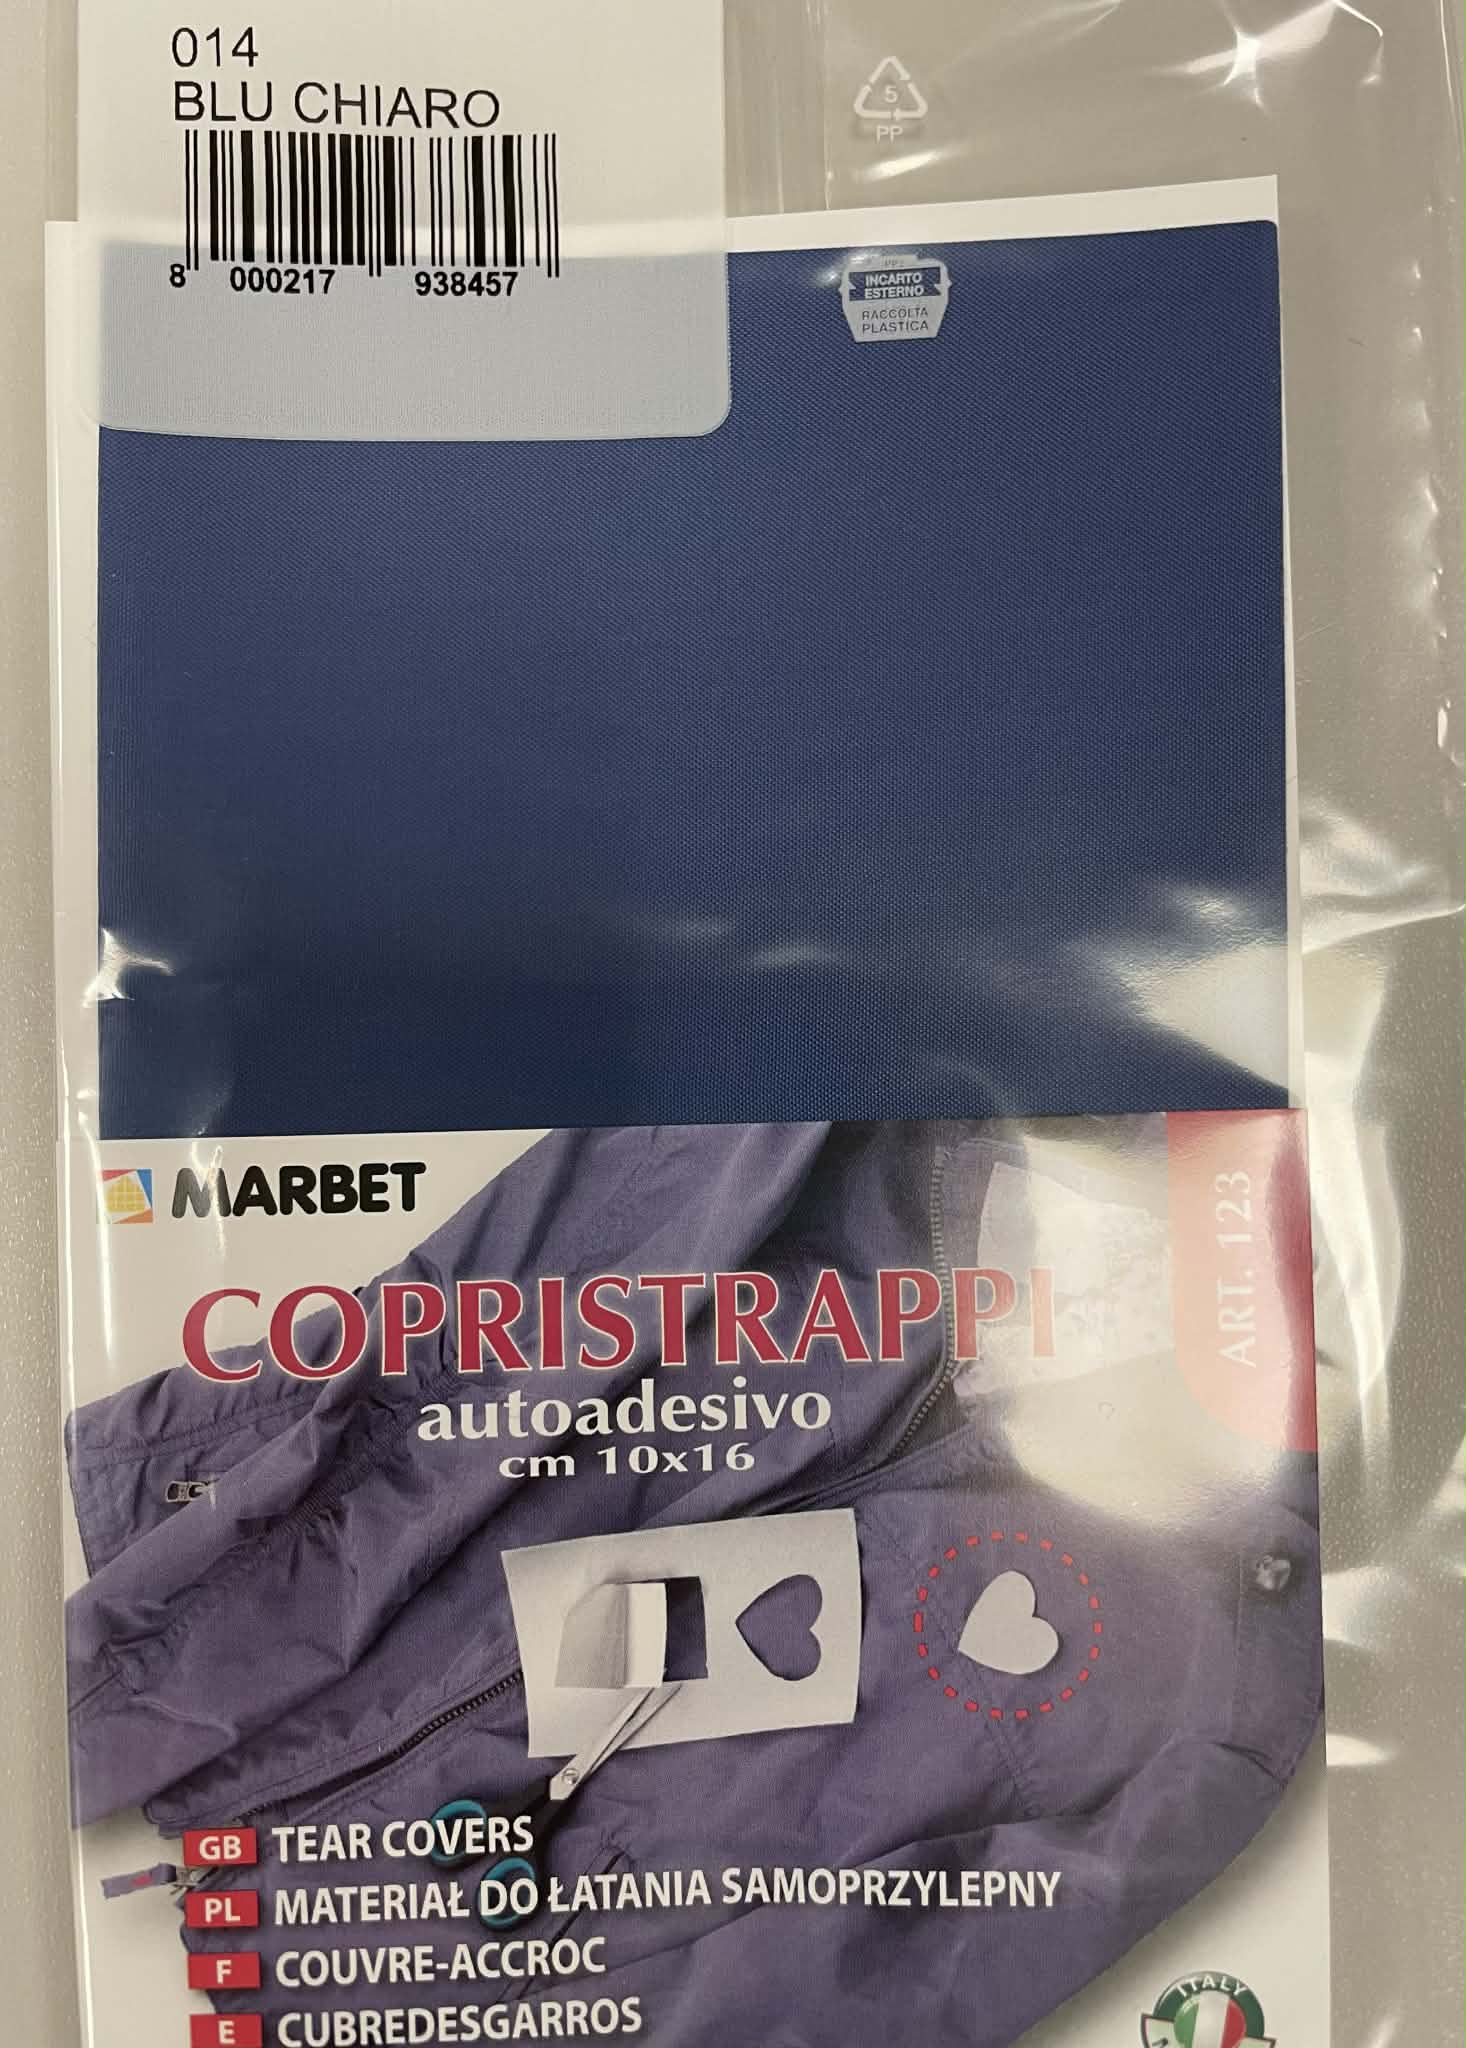 014
BLU CHIARO
8 000217 938457
5
PP
INCARTO
ESTERNO
RACCOLTA
PLASTICA
MARBET
ART. 123
COPRISTRAPPI
autoadesivo
cm 10x16
GB TEAR COVERS
PL MATERIAŁ DO ŁATANIA SAMOPRZYLEPNY
F COUVRE-ACCROC
E CUBREDESGARROS
ITALY